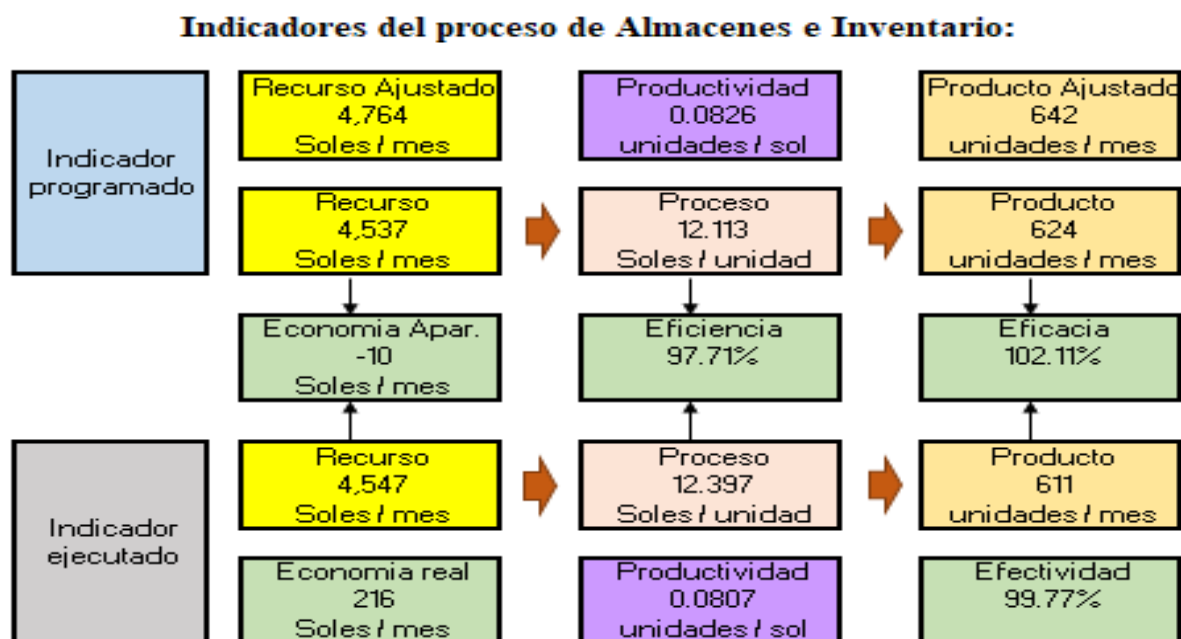 Indicadores del proceso de Almacenes e Inventario:
Indicador
programado
Recurso Ajustado
4,764
Soles / mes
Productividad
0.0826
unidades / sol
Producto Ajustado
642
unidades / mes
Recurso
4,537
Soles / mes
Proceso
12.113
Soles / unidad
Producto
624
unidades / mes
Economia Apar.
-10
Soles / mes
Eficiencia
97.71%
Eficacia
102.11%
Indicador
ejecutado
Recurso
4,547
Soles / mes
Proceso
12.397
Soles / unidad
Producto
611
unidades / mes
Economia real
216
Soles / mes
Productividad
0.0807
unidades / sol
Efectividad
99.77%